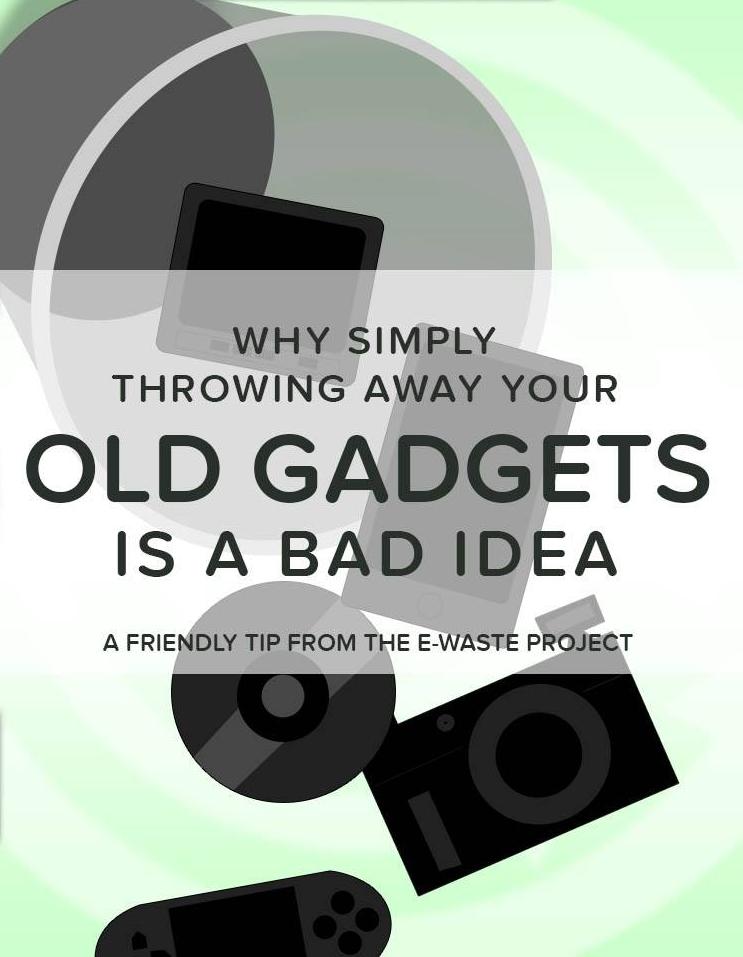 WHY SIMPLY
THROWING AWAY YOUR
OLD GADGETS
IS A BAD IDEA
A FRIENDLY TIP FROM THE E-WASTE PROJECT